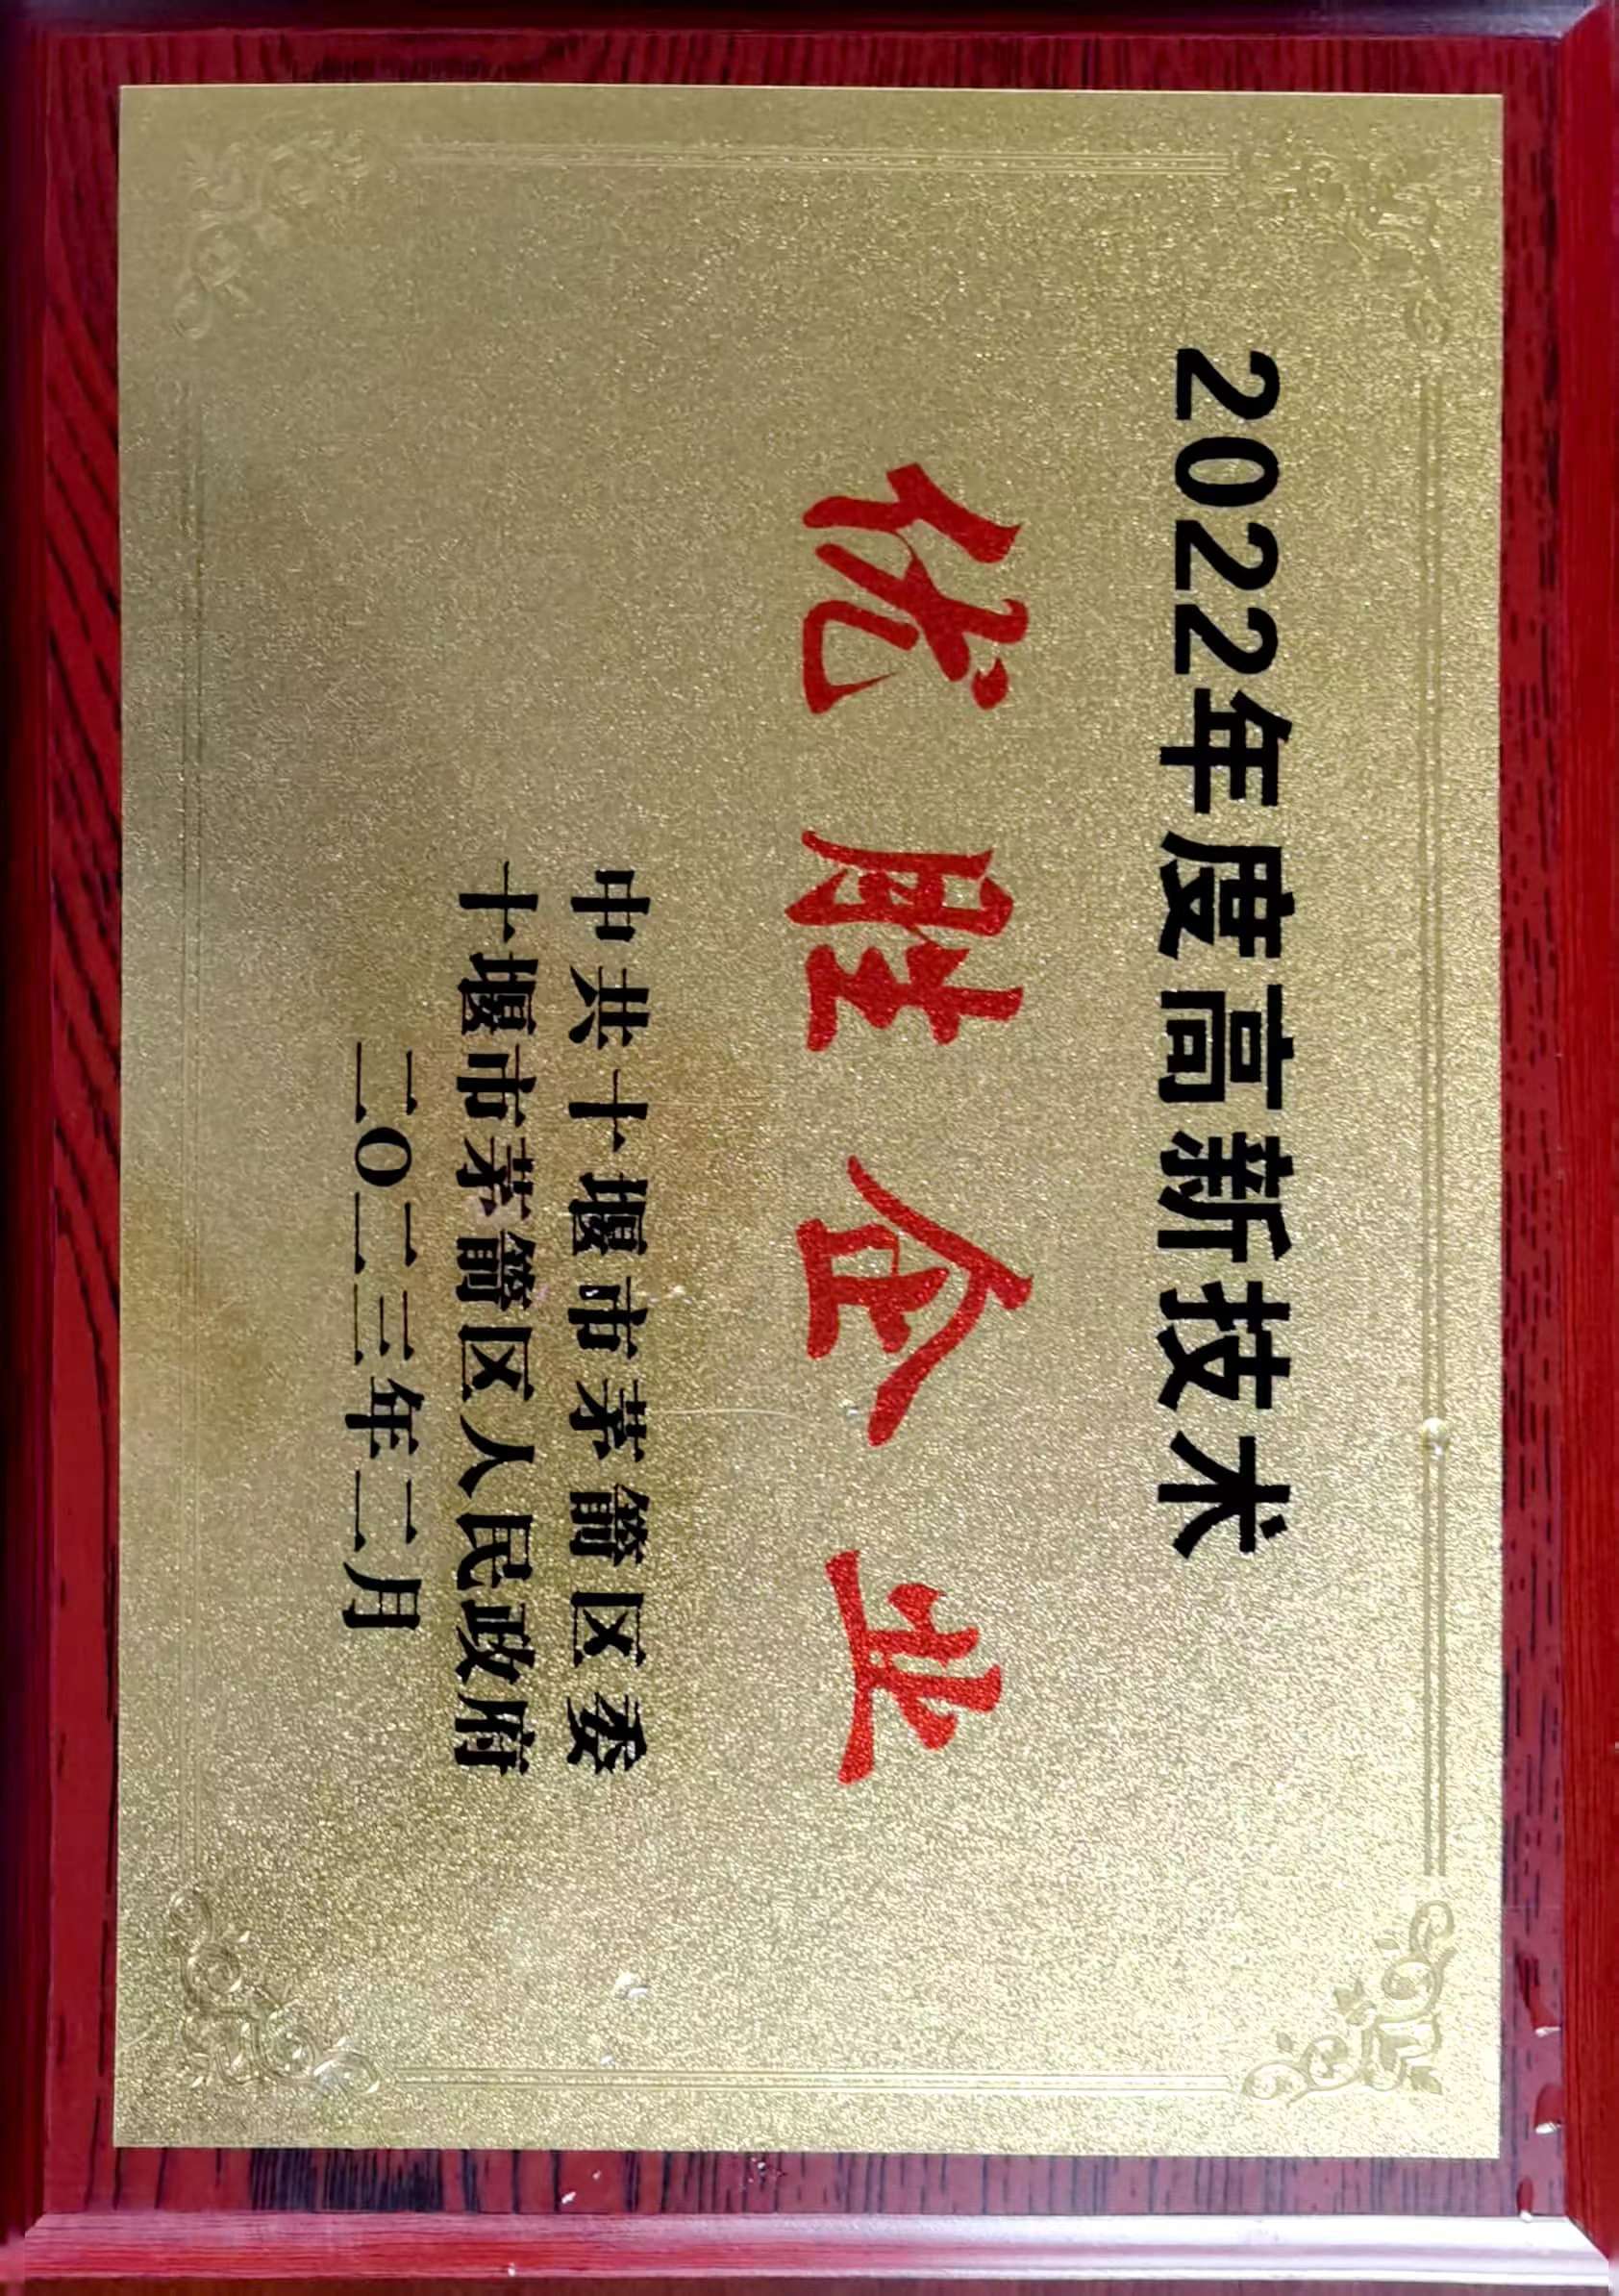 2022年度高新技术
优胜企业
中共十堰市茅箭区委
十堰市茅箭区人民政府
二〇二三年二月